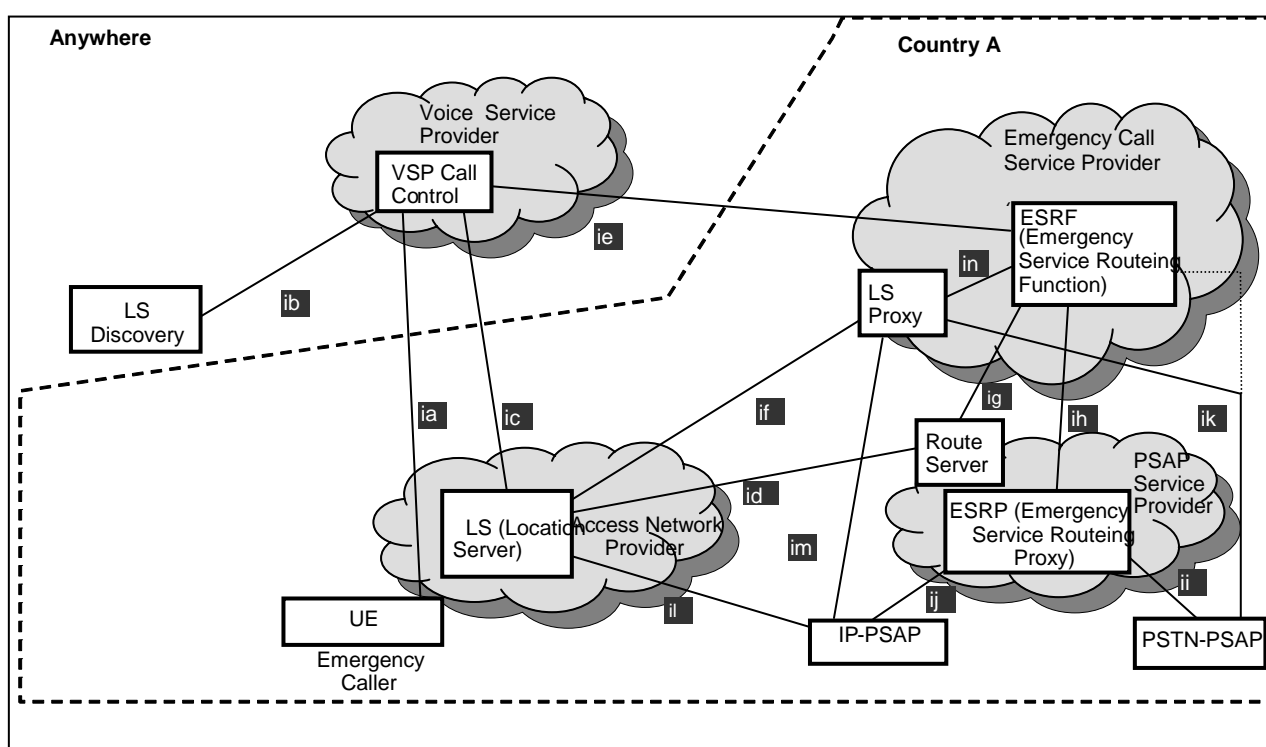 Anywhere
Country A
Voice Service
Provider
VSP Call
Control
Emergency Call
Service Provider
ESRF
(Emergency
Service Routeing
Function)
ie
in
LS
Proxy
LS
Discovery
ib
ia
ic
if
ig
ih
ik
Route
Server
PSAP
Service
Provider
id
LS (Location
Server)
Access Network
Provider
ESRP (Emergency
Service Routeing
Proxy)
im
ii
ij
il
UE
IP-PSAP
PSTN-PSAP
Emergency
Caller